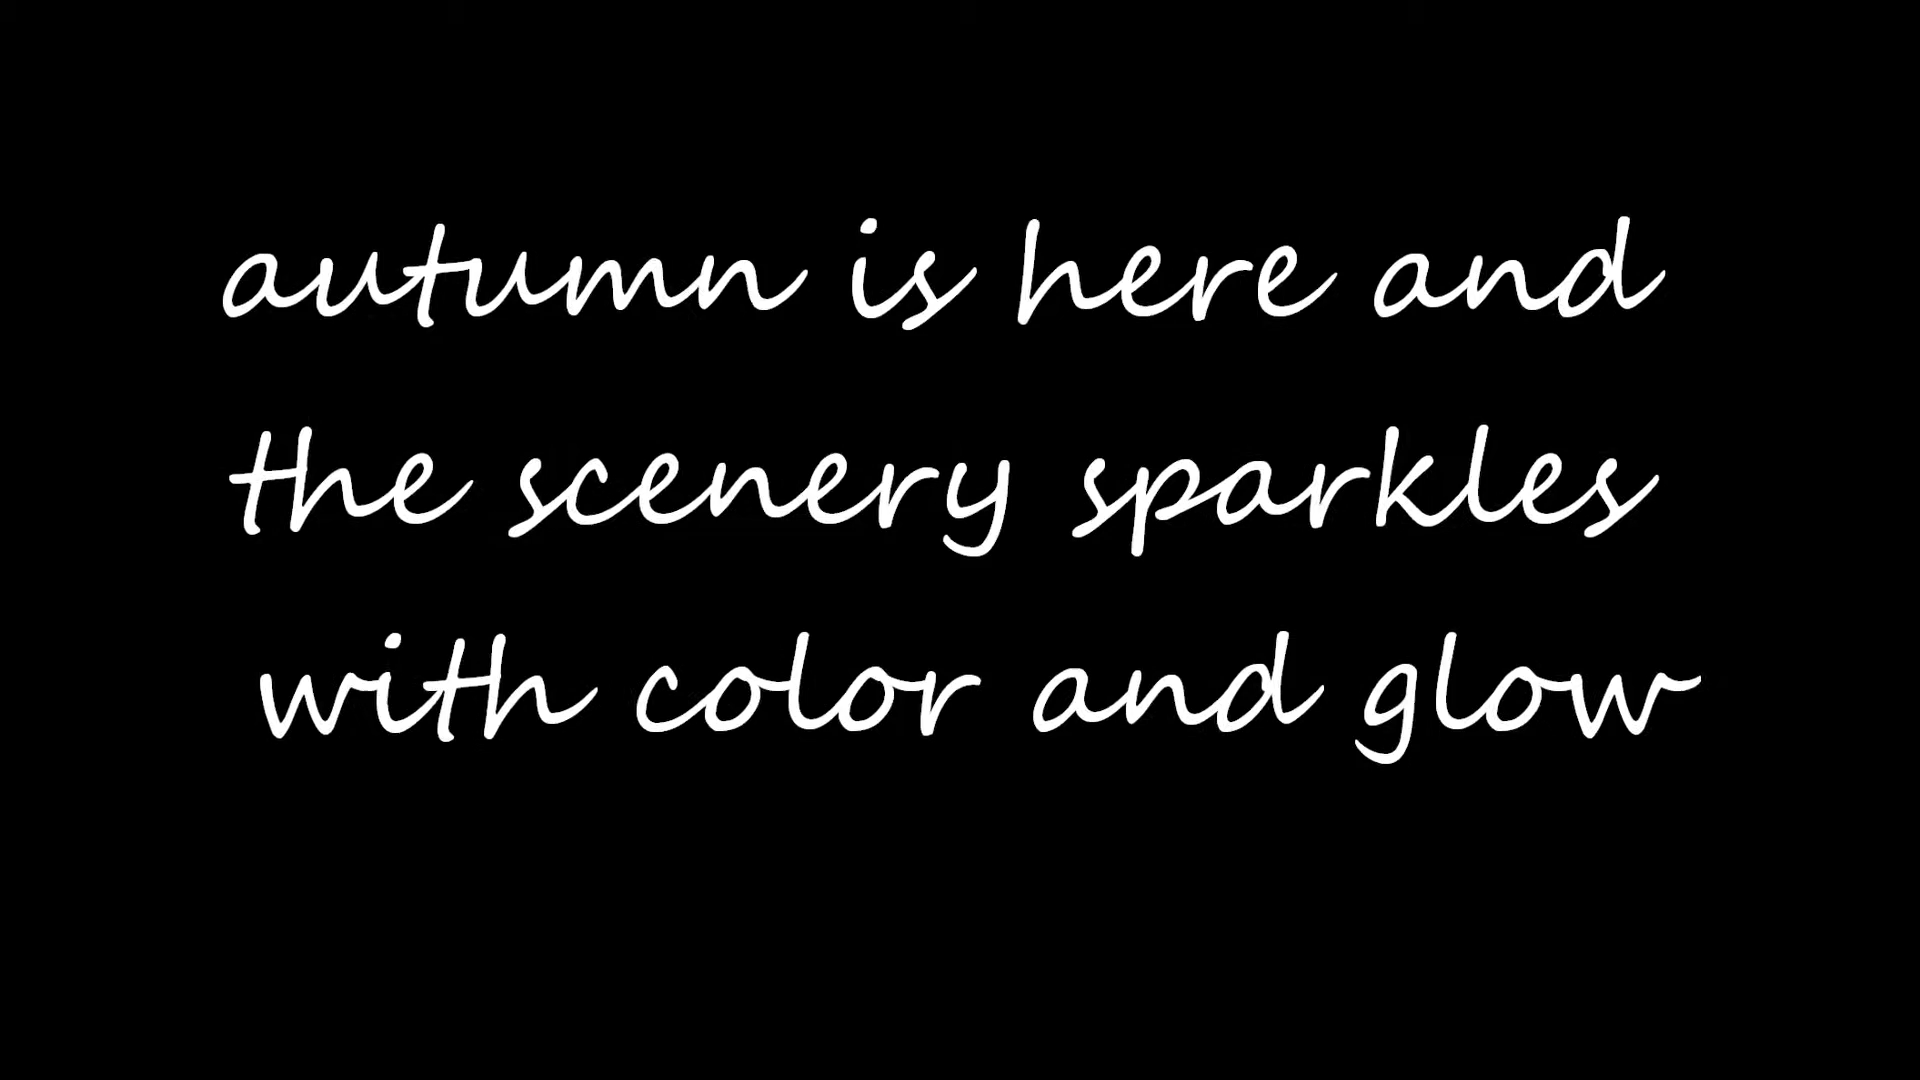 autumn is here and
the scenery sparkles
with color and glow